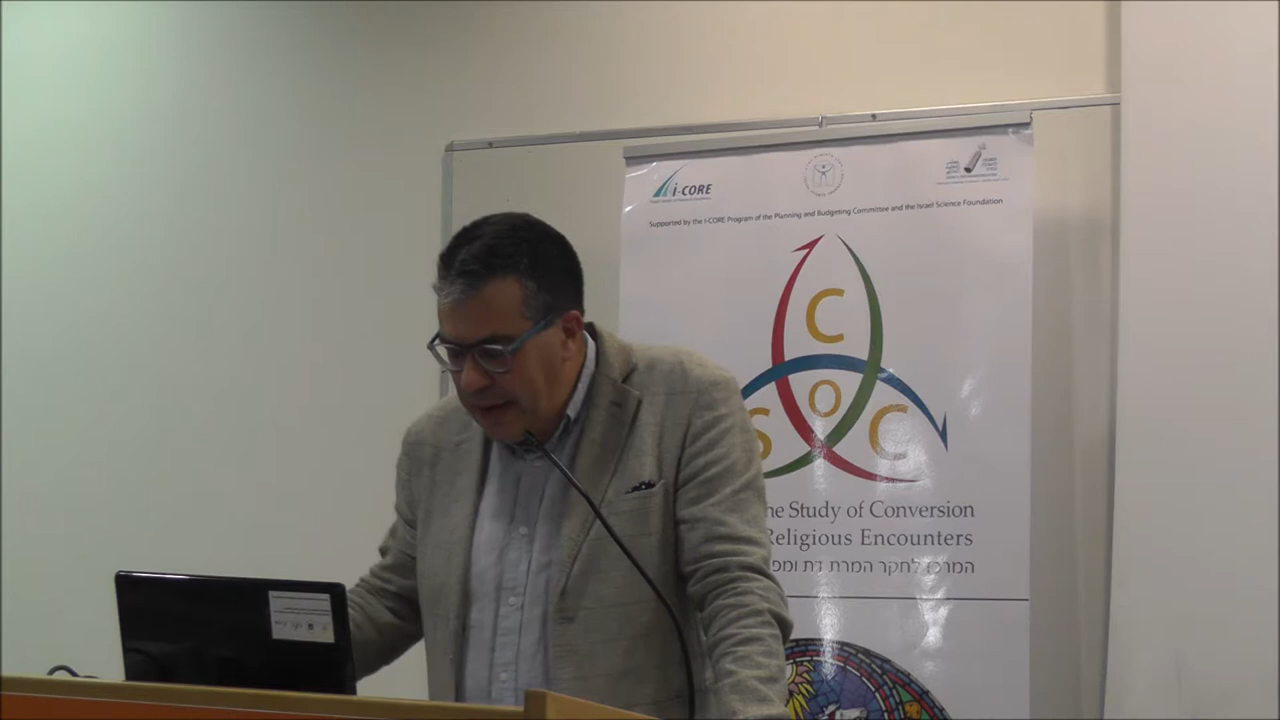 i-CORE
Supported by the I-CORE Program of the Planning and Budgeting Committee and the Israel Science Foundation
C
S O C
he Study of Conversion
Religious Encounters
המרכז לחקר המרת דת ומפ